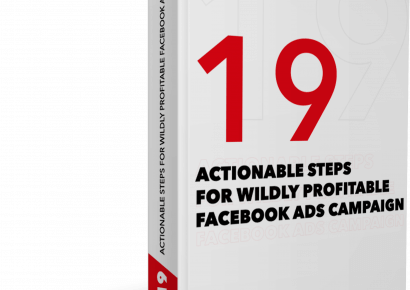 19
ACTIONABLE STEPS
FOR WILDLY PROFITABLE
FACEBOOK ADS CAMPAIGN
ACTIONABLE STEPS FOR WILDLY PROFITABLE FACEBOOK A
19